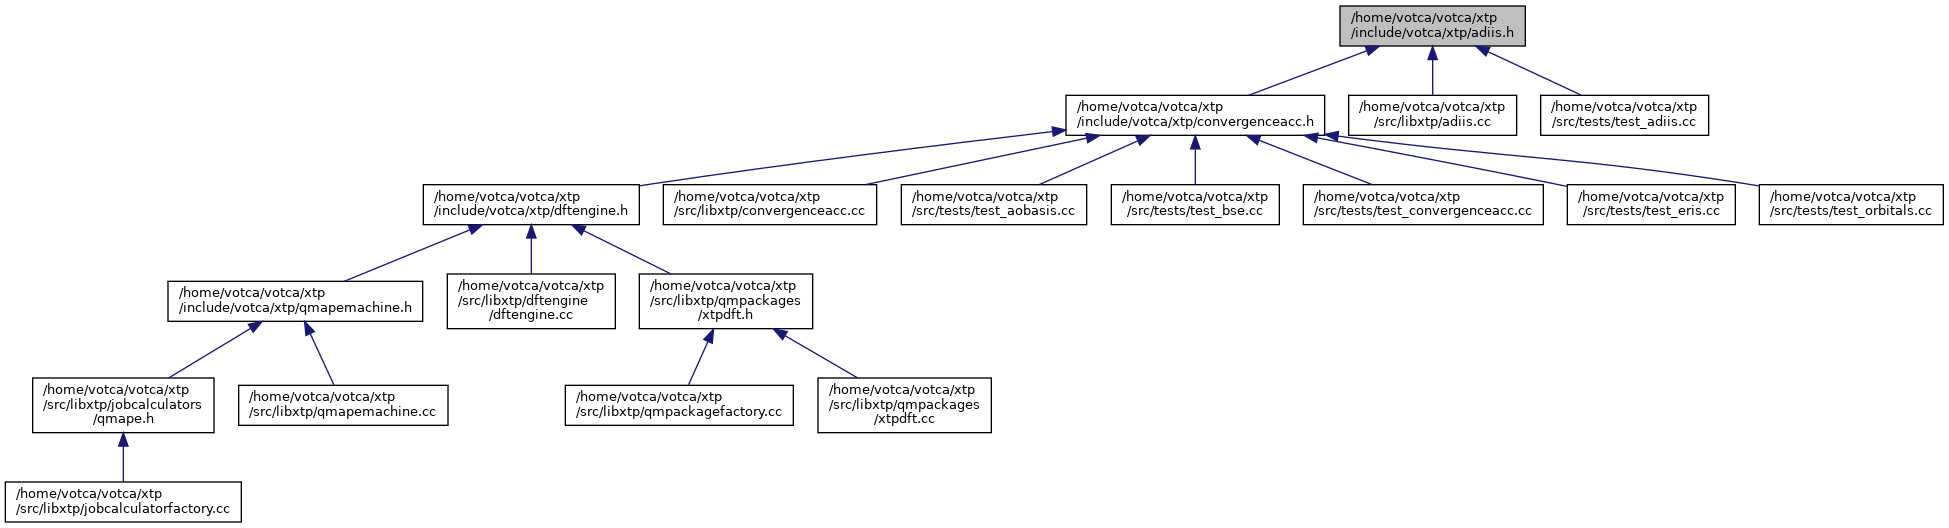 /home/votca/votca/xtp
/include/votca/xtp/adiis.h
/home/votca/votca/xtp
/include/votca/xtp/convergenceacc.h
/home/votca/votca/xtp
/src/libxtp/adiis.cc
/home/votca/votca/xtp
/src/tests/test_adiis.cc
/home/votca/votca/xtp
/include/votca/xtp/dftengine.h
/home/votca/votca/xtp
/src/libxtp/convergenceacc.cc
/home/votca/votca/xtp
/src/tests/test_aobasis.cc
/home/votca/votca/xtp
/src/tests/test_bse.cc
/home/votca/votca/xtp
/src/tests/test_convergenceacc.cc
/home/votca/votca/xtp
/src/tests/test_eris.cc
/home/votca/votca/xtp
/src/tests/test_orbitals.cc
/home/votca/votca/xtp
/include/votca/xtp/qmapemachine.h
/home/votca/votca/xtp
/src/libxtp/dftengine
/dftengine.cc
/home/votca/votca/xtp
/src/libxtp/qmpackages
/xtpdft.h
/home/votca/votca/xtp
/src/libxtp/jobcalculators
/qmape.h
/home/votca/votca/xtp
/src/libxtp/qmapemachine.cc
/home/votca/votca/xtp
/src/libxtp/qmpackagefactory.cc
/home/votca/votca/xtp
/src/libxtp/qmpackages
/xtpdft.cc
/home/votca/votca/xtp
/src/libxtp/jobcalculatorfactory.cc